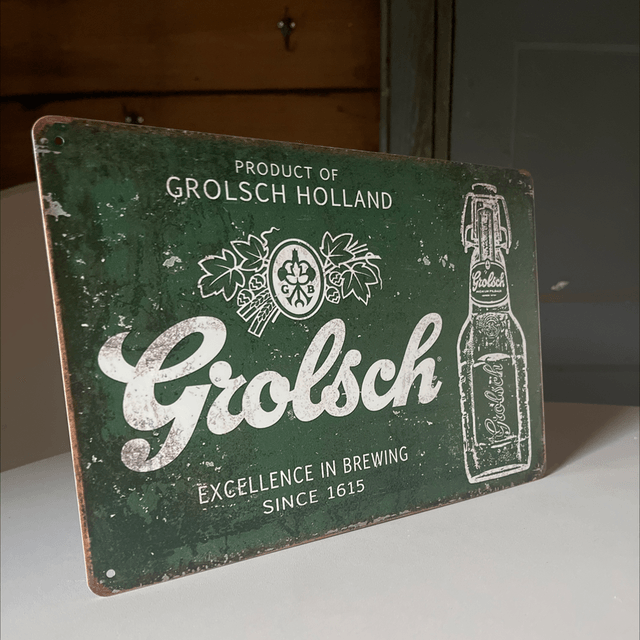 PRODUCT OF
GROLSCH HOLLAND
G B
Grolsch
EXCELLENCE IN BREWING
SINCE 1615
Grolsch
Grolsch